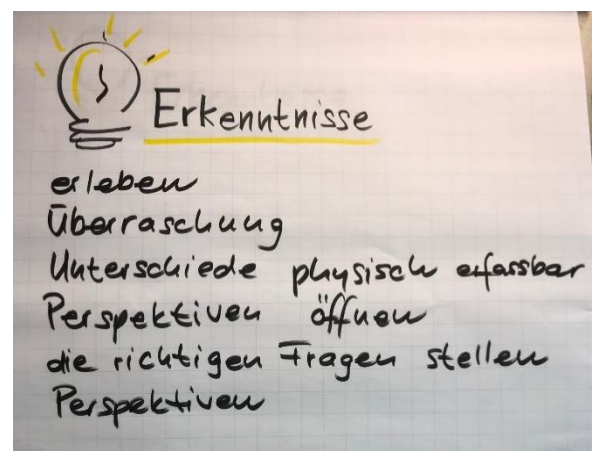 Erkenntnisse
erleben
Überraschung
Unterschiede physisch erfassbar
Perspektiven öffnen
die richtigen Fragen stellen
Perspektiven